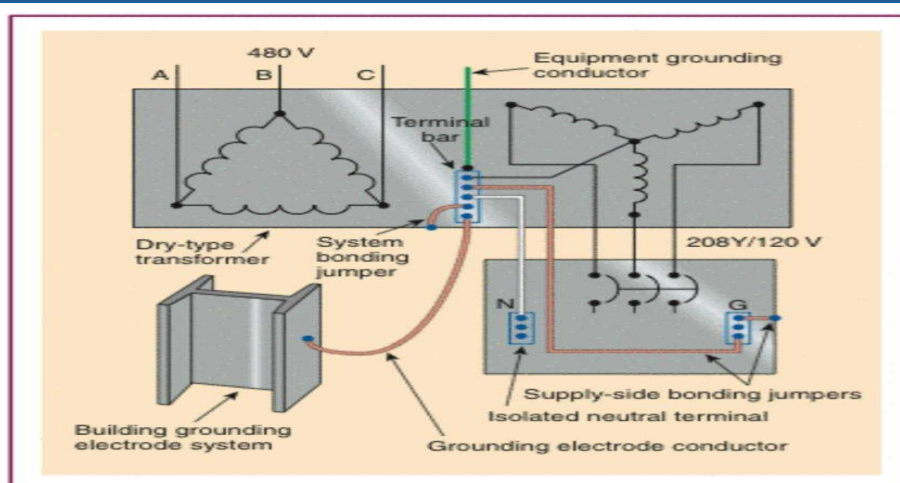 480 V
A
B
C
Equipment grounding
conductor
Terminal
bar
Dry-type
transformer
System
bonding
jumper
208Y/120 V
N
G
Supply-side bonding jumpers
Isolated neutral terminal
Building grounding
electrode system
Grounding electrode conductor